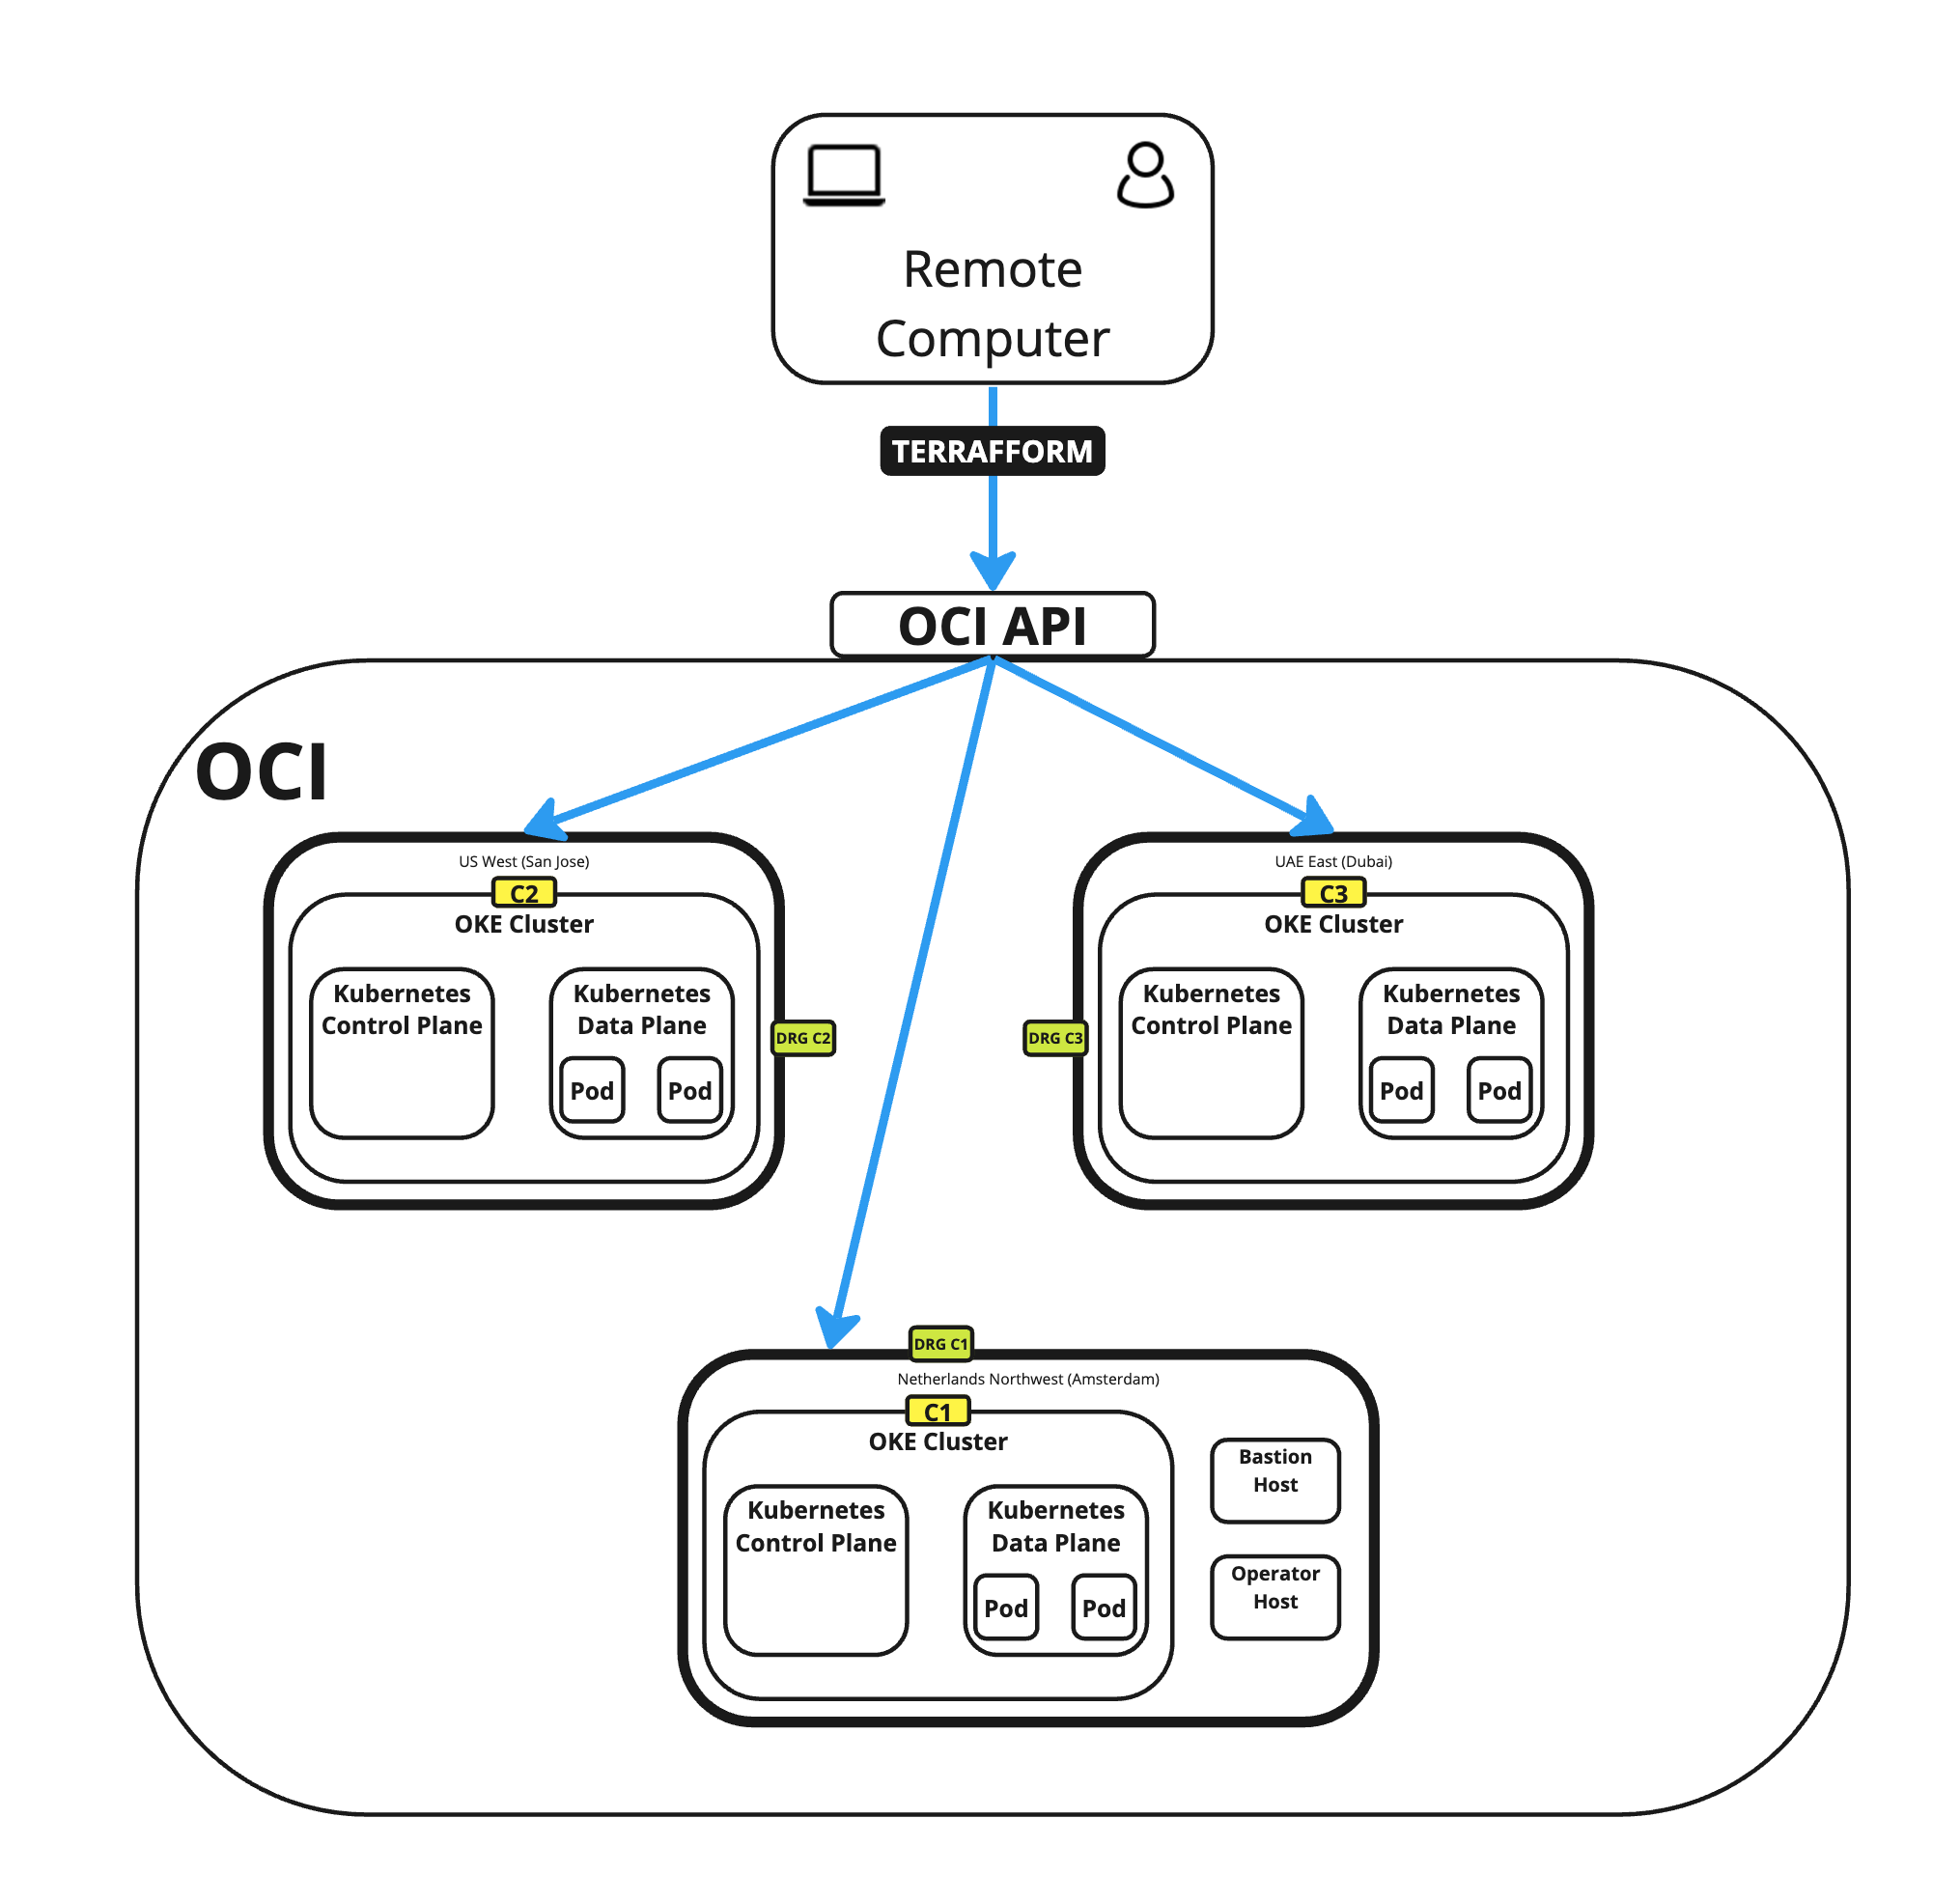 Remote
Computer
TERRAFFORM
OCI API
OCI
US West (San Jose)
C2
OKE Cluster
Kubernetes
Control Plane
Kubernetes
Data Plane
Pod
Pod
DRG C2
UAE East (Dubai)
C3
OKE Cluster
DRG C3
Kubernetes
Control Plane
Kubernetes
Data Plane
Pod
Pod
DRG C1
Netherlands Northwest (Amsterdam)
C1
OKE Cluster
Kubernetes
Control Plane
Kubernetes
Data Plane
Pod
Pod
Bastion
Host
Operator
Host